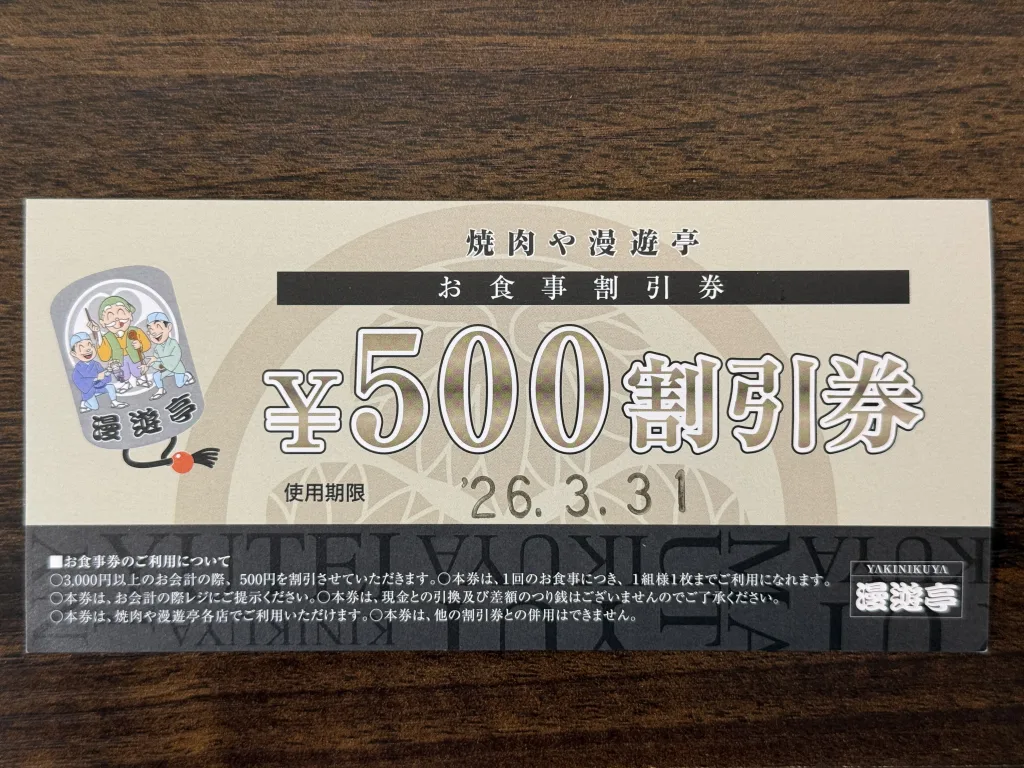 焼肉や漫遊亭
お食事割引券
¥500割引券
漫遊亭
使用期限 '26.3.31
■お食事券のご利用について
○3,000円以上のお会計の際、500円を割引させていただきます。○本券は、1回のお食事につき、1組様1枚までご利用になれます。
○本券は、お会計の際レジにご提示ください。○本券は、現金との引換及び差額のつり銭はございませんのでご了承ください。
○本券は、焼肉や漫遊亭各店でご利用いただけます。○本券は、他の割引券との併用はできません。
YAKINIKUYA
漫遊亭